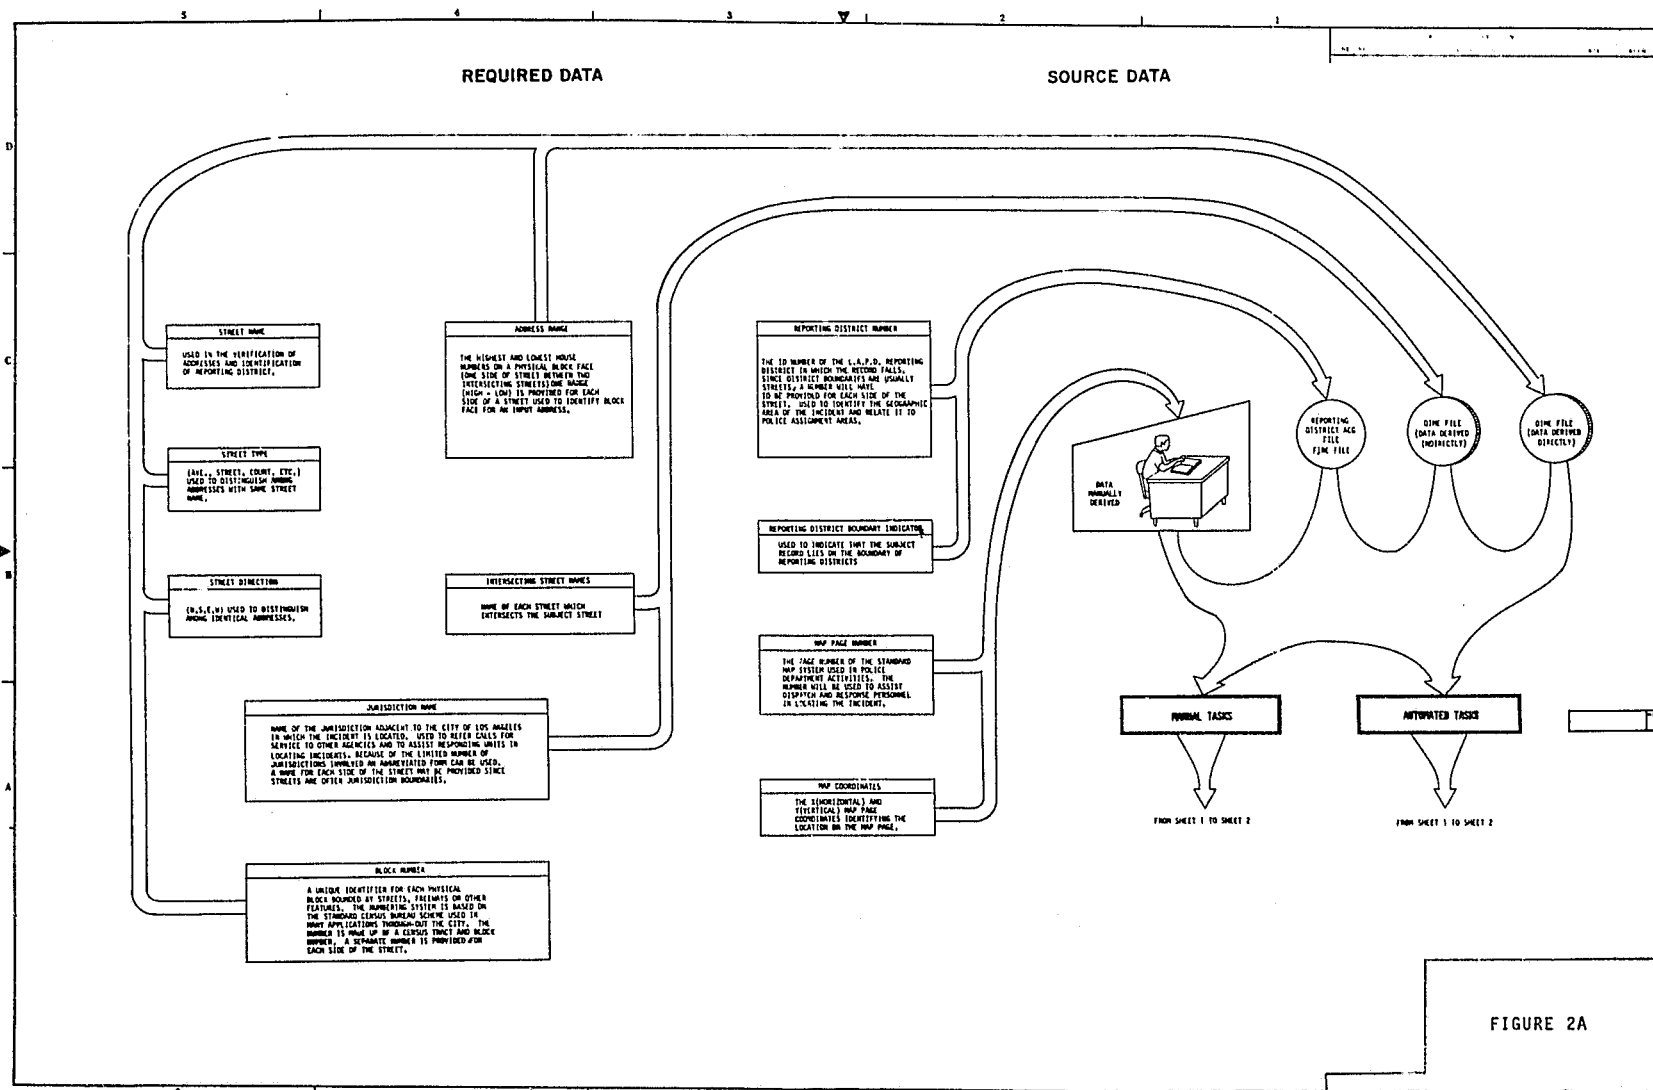 5 4 3 2 1
REQUIRED DATA
SOURCE DATA
D
C
B
A
STREET NAME
USED IN THE VERIFICATION OF
ADDRESSES AND IDENTIFICATION
OF REPORTING DISTRICT.
STREET TYPE
(AVE., STREET, COURT, ETC.)
USED TO DISTINGUISH AMONG
ADDRESSES WITH SAME STREET
NAME.
STREET DIRECTION
(N,S,E,W) USED TO DISTINGUISH
AMONG IDENTICAL ADDRESSES.
ADDRESS RANGE
THE HIGHEST AND LOWEST HOUSE
NUMBERS ON A PHYSICAL BLOCK FACE
(ONE SIDE OF STREET BETWEEN TWO
INTERSECTING STREETS) ONE RANGE
(HIGH - LOW) IS PROVIDED FOR EACH
SIDE OF A STREET USED TO IDENTIFY BLOCK
FACE FOR AN INPUT ADDRESS.
INTERSECTING STREET NAMES
NAME OF EACH STREET WHICH
INTERSECTS THE SUBJECT STREET
JURISDICTION NAME
NAME OF THE JURISDICTION ADJACENT TO THE CITY OF LOS ANGELES
IN WHICH THE INCIDENT IS LOCATED. USED TO REFER CALLS FOR
SERVICE TO OTHER AGENCIES AND TO ASSIST RESPONDING UNITS IN
LOCATING INCIDENTS. BECAUSE OF THE LIMITED NUMBER OF
JURISDICTIONS INVOLVED AN ABBREVIATED FORM CAN BE USED.
A NAME FOR EACH SIDE OF THE STREET MAY BE PROVIDED SINCE
STREETS ARE OFTEN JURISDICTION BOUNDARIES.
BLOCK NUMBER
A UNIQUE IDENTIFIER FOR EACH PHYSICAL
BLOCK BOUNDED BY STREETS, FREEWAYS OR OTHER
FEATURES. THE NUMBERING SYSTEM IS BASED ON
THE STANDARD CENSUS BUREAU SCHEME USED IN
MANY APPLICATIONS THROUGH-OUT THE CITY. THE
NUMBER IS MADE UP OF A CENSUS TRACT AND BLOCK
NUMBER. A SEPARATE NUMBER IS PROVIDED FOR
EACH SIDE OF THE STREET.
REPORTING DISTRICT NUMBER
THE ID NUMBER OF THE L.A.P.D. REPORTING
DISTRICT IN WHICH THE RECORD FALLS.
SINCE DISTRICT BOUNDARIES ARE USUALLY
STREETS, A NUMBER WILL HAVE
TO BE PROVIDED FOR EACH SIDE OF THE
STREET. USED TO IDENTIFY THE GEOGRAPHIC
AREA OF THE INCIDENT AND RELATE IT TO
POLICE ASSIGNMENT AREAS.
REPORTING DISTRICT BOUNDARY INDICATOR
USED TO INDICATE THAT THE SUBJECT
RECORD LIES ON THE BOUNDARY OF
REPORTING DISTRICTS
MAP PAGE NUMBER
THE PAGE NUMBER OF THE STANDARD
MAP SYSTEM USED IN POLICE
DEPARTMENT ACTIVITIES. THE
NUMBER WILL BE USED TO ASSIST
DISPATCH AND RESPONSE PERSONNEL
IN LOCATING THE INCIDENT.
MAP COORDINATES
THE X(HORIZONTAL) AND
Y(VERTICAL) MAP PAGE
COORDINATES IDENTIFYING THE
LOCATION ON THE MAP PAGE.
DATA
MANUALLY
DERIVED
REPORTING
DISTRICT ACG
FILE
FINC FILE
DIME FILE
(DATA DERIVED
INDIRECTLY)
DIME FILE
(DATA DERIVED
DIRECTLY)
MANUAL TASKS
AUTOMATED TASKS
FROM SHEET 1 TO SHEET 2
FROM SHEET 1 TO SHEET 2
FIGURE 2A